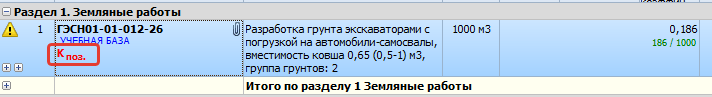 Раздел 1. Земляные работы
1 ГЭСН01-01-012-26 Разработка грунта экскаваторами с 1000 м3 0,186
УЧЕБНАЯ БАЗА погрузкой на автомобили-самосвалы, 186 / 1000
К поз. вместимость ковша 0,65 (0,5-1) м3,
группа грунтов: 2
Итого по разделу 1 Земляные работы